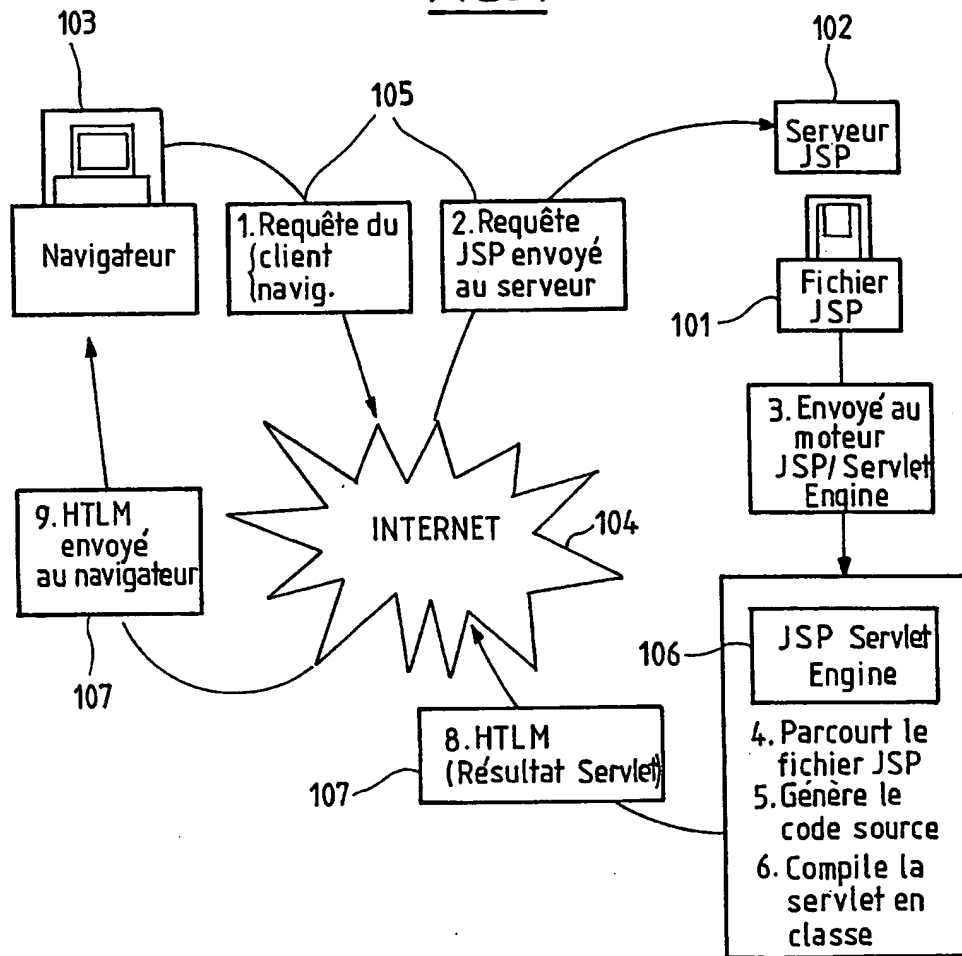 103
102
105
Serveur
JSP
Navigateur
1. Requête du
client
navig.
2. Requête
JSP envoyé
au serveur
Fichier
JSP
101
3. Envoyé au
moteur
JSP/Servlet
Engine
INTERNET
104
9. HTLM
envoyé
au navigateur
107
106
JSP Servlet
Engine
8. HTLM
(Résultat Servlet)
107
4. Parcourt le
fichier JSP
5. Génère le
code source
6. Compile la
servlet en
classe